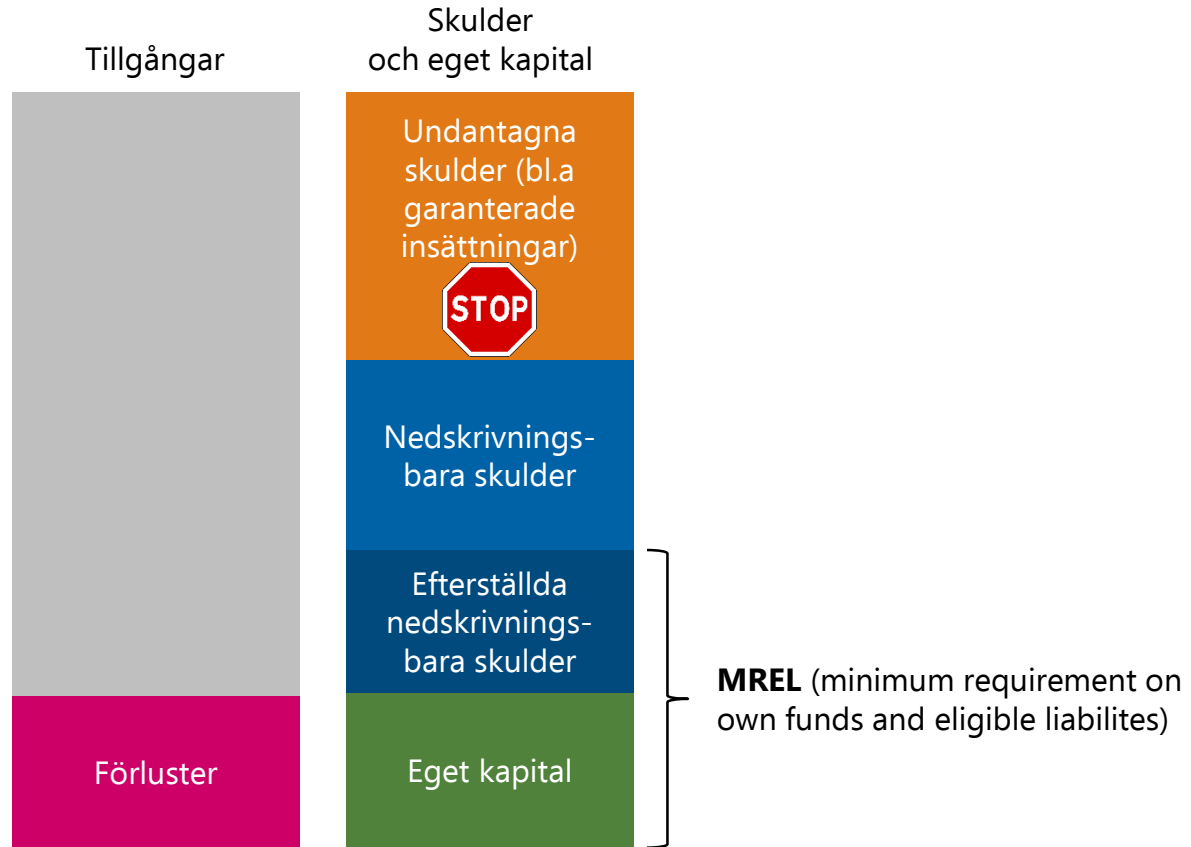 Tillgångar
Skulder
och eget kapital
Undantagna
skulder (bl.a
garanterade
insättningar)
STOP
Nedskrivnings-
bara skulder
Efterställda
nedskrivnings-
bara skulder
MREL (minimum requirement on
own funds and eligible liabilites)
Förluster
Eget kapital